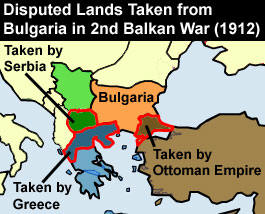 Disputed Lands Taken from
Bulgaria in 2nd Balkan War (1912)
Taken by
Serbia
Bulgaria
Taken by
Ottoman Empire
Taken by
Greece